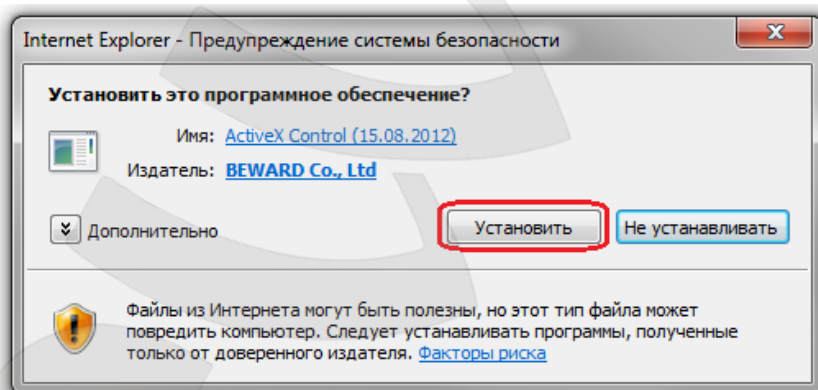 Internet Explorer - Предупреждение системы безопасности
Установить это программное обеспечение?
Имя: ActiveX Control (15.08.2012)
Издатель: BEWARD Co., Ltd
Дополнительно
Установить
Не устанавливать
Файлы из Интернета могут быть полезны, но этот тип файла может
повредить компьютер. Следует устанавливать программы, полученные
только от доверенного издателя. Факторы риска